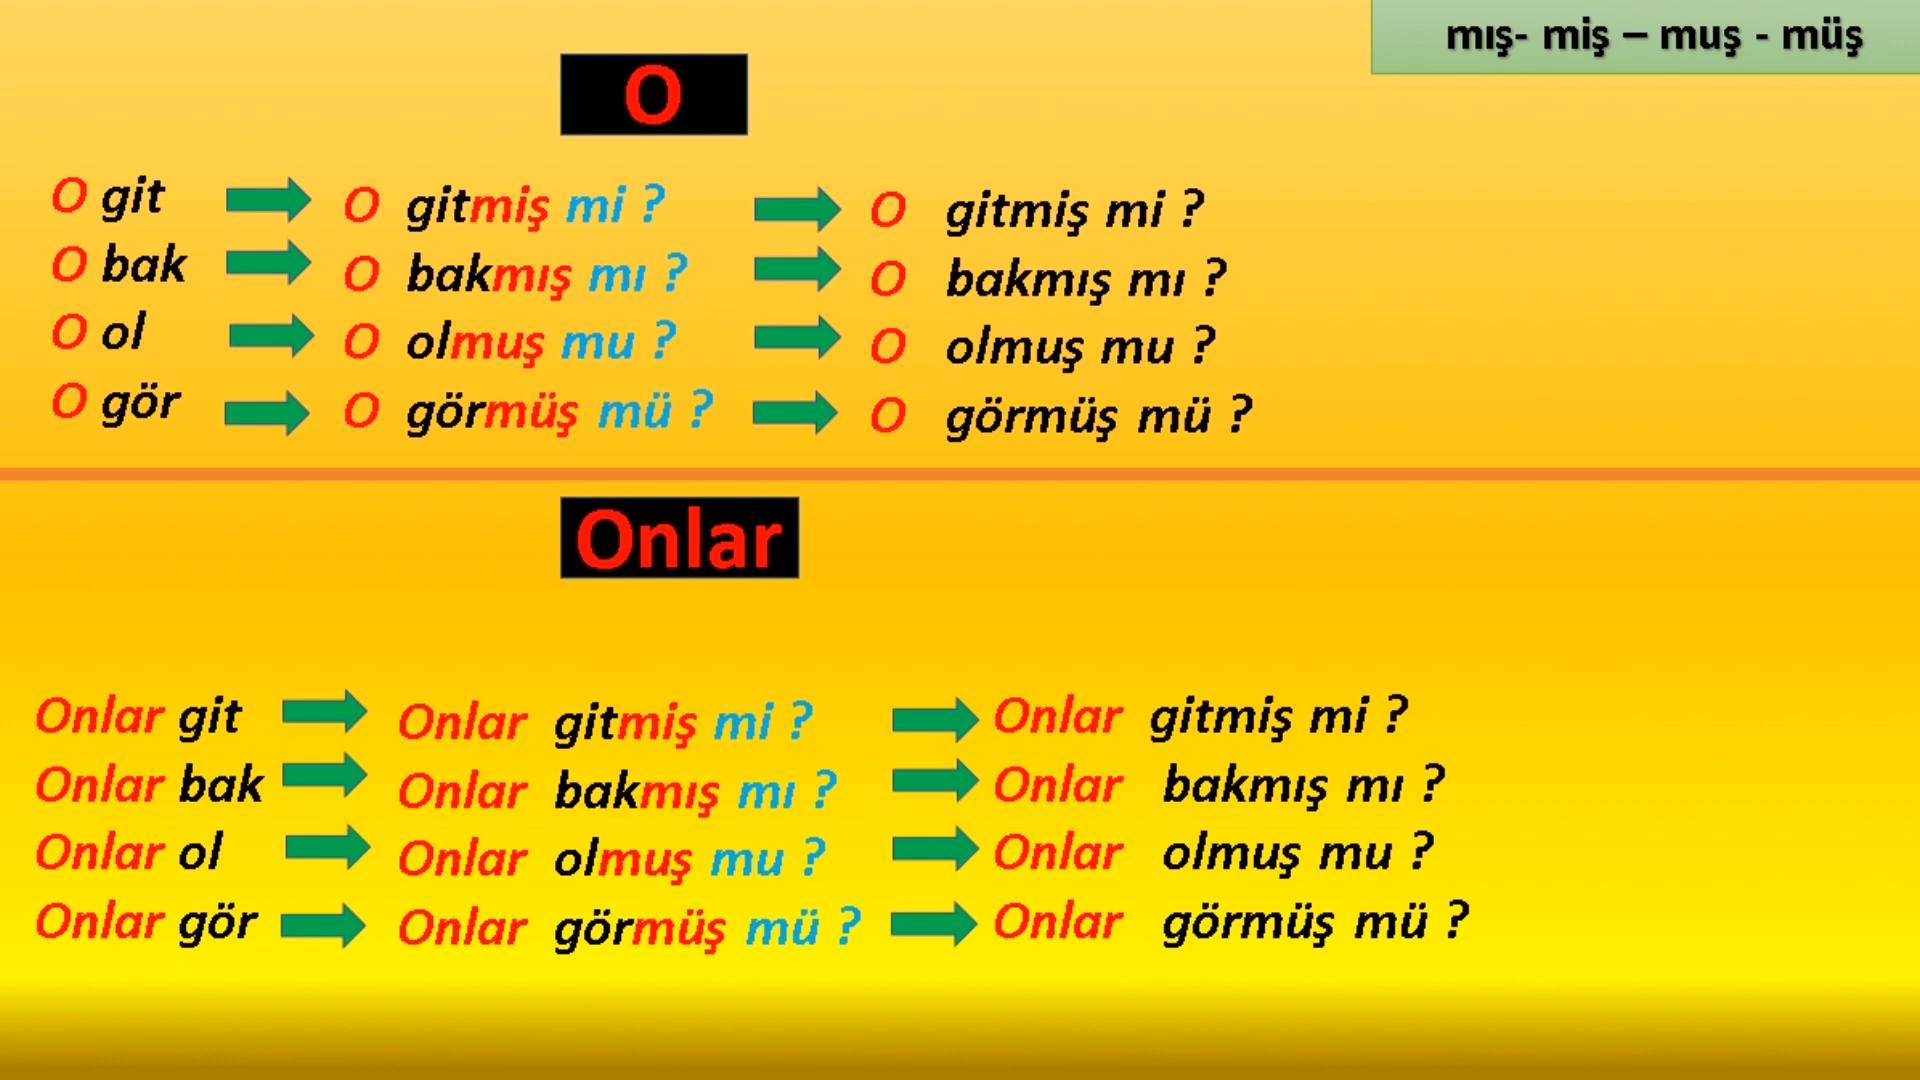 mış- miş – muş - müş
O
O git O gitmiş mi ? O gitmiş mi ?
O bak O bakmış mı ? O bakmış mı ?
O ol O olmuş mu ? O olmuş mu ?
O gör O görmüş mü ? O görmüş mü ?
Onlar
Onlar git Onlar gitmiş mi ? Onlar gitmiş mi ?
Onlar bak Onlar bakmış mı ? Onlar bakmış mı ?
Onlar ol Onlar olmuş mu ? Onlar olmuş mu ?
Onlar gör Onlar görmüş mü ? Onlar görmüş mü ?